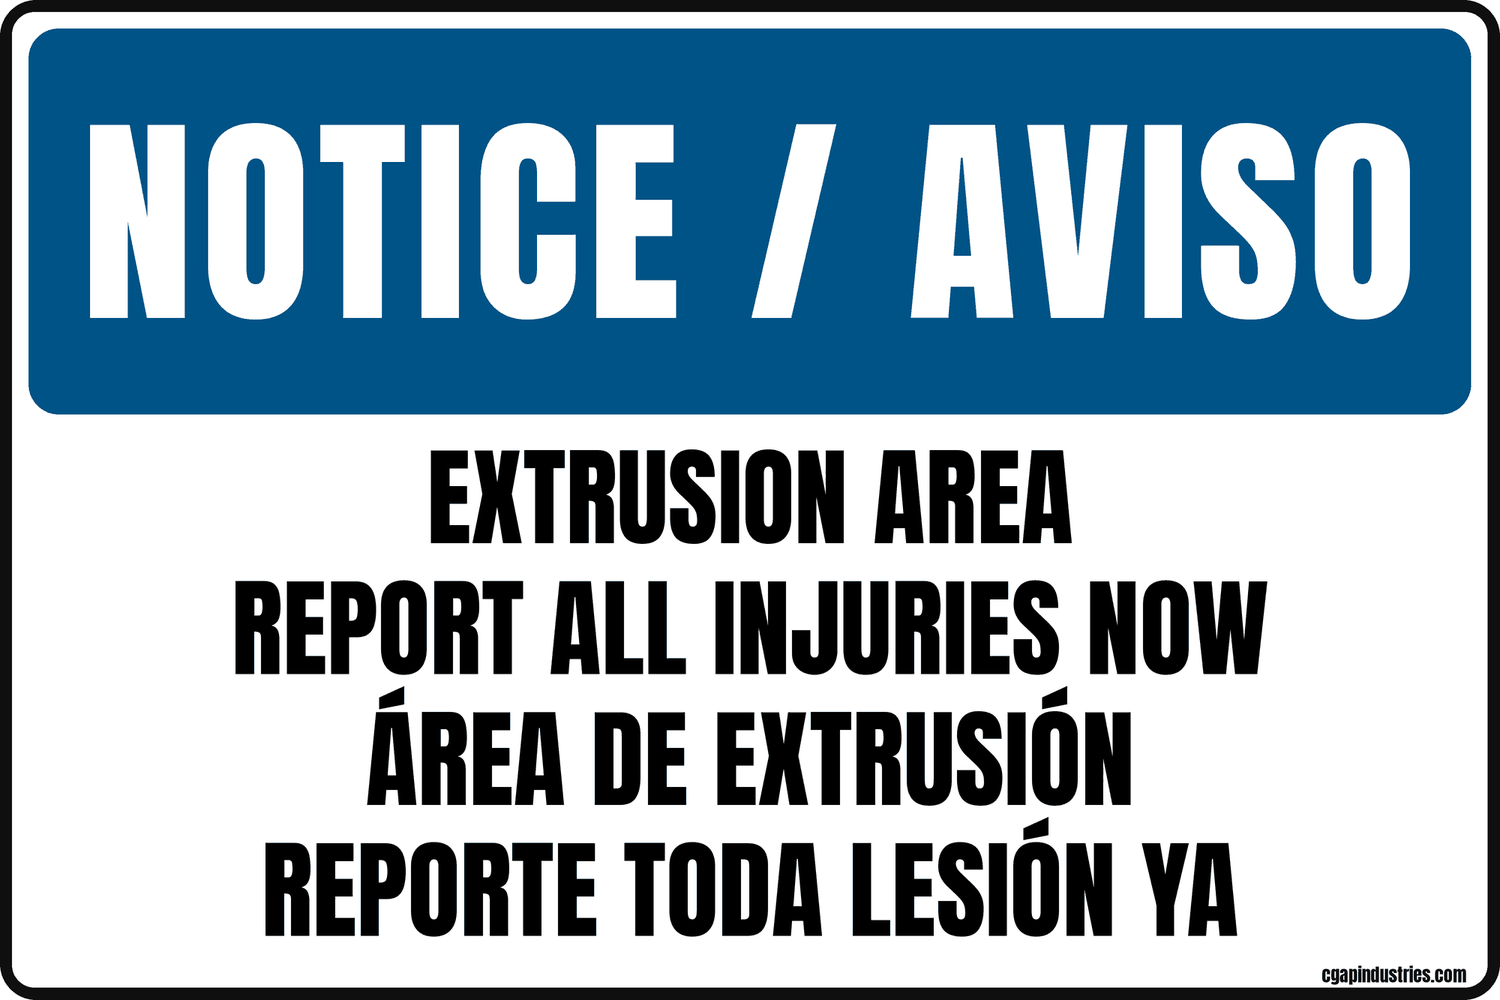 NOTICE / AVISO
EXTRUSION AREA
REPORT ALL INJURIES NOW
ÁREA DE EXTRUSIÓN
REPORTE TODA LESIÓN YA
cgapindustries.com